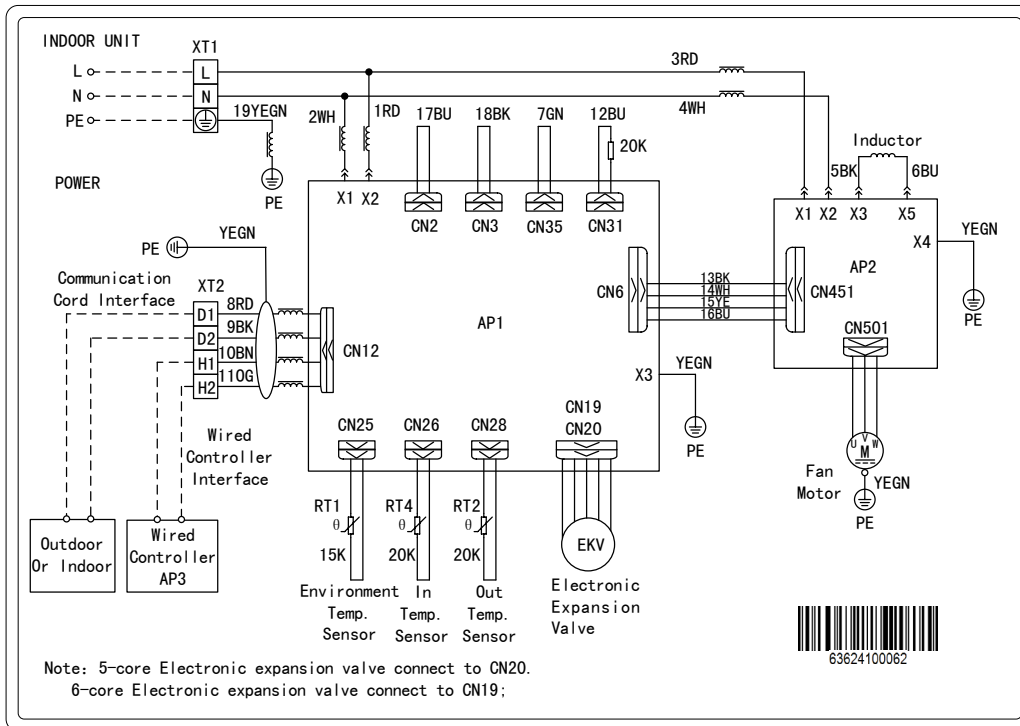 INDOOR UNIT
XT1
L
L
N
N
PE
19YEGN
PE
POWER
2WH
1RD
3RD
4WH
17BU
18BK
7GN
12BU
20K
Inductor
5BK
6BU
X1 X2
CN2
CN3
CN35
CN31
X1 X2 X3 X5
X4
YEGN
PE
AP2
CN451
CN501
YEGN
PE
Communication
Cord Interface
XT2
D1
D2
H1
H2
8RD
9BK
10BN
11OG
CN12
AP1
CN6
13BK
14WH
15YE
16BU
X3
YEGN
PE
Wired
Controller
Interface
CN25
CN26
CN28
CN19
CN20
U V W
M
Fan
Motor
YEGN
PE
Outdoor
Or Indoor
Wired
Controller
AP3
RT1
θ
15K
RT4
θ
20K
RT2
θ
20K
EKV
Environment
Temp.
Sensor
In
Temp.
Sensor
Out
Temp.
Sensor
Electronic
Expansion
Valve
63624100062
Note: 5-core Electronic expansion valve connect to CN20.
6-core Electronic expansion valve connect to CN19;